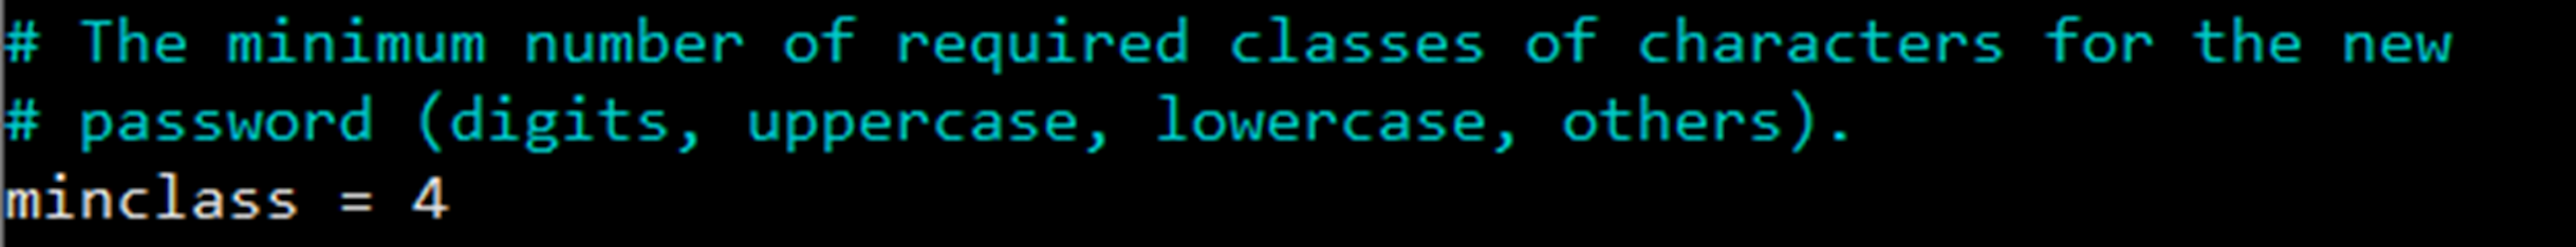 # The minimum number of required classes of characters for the new
# password (digits, uppercase, lowercase, others).
minclass = 4